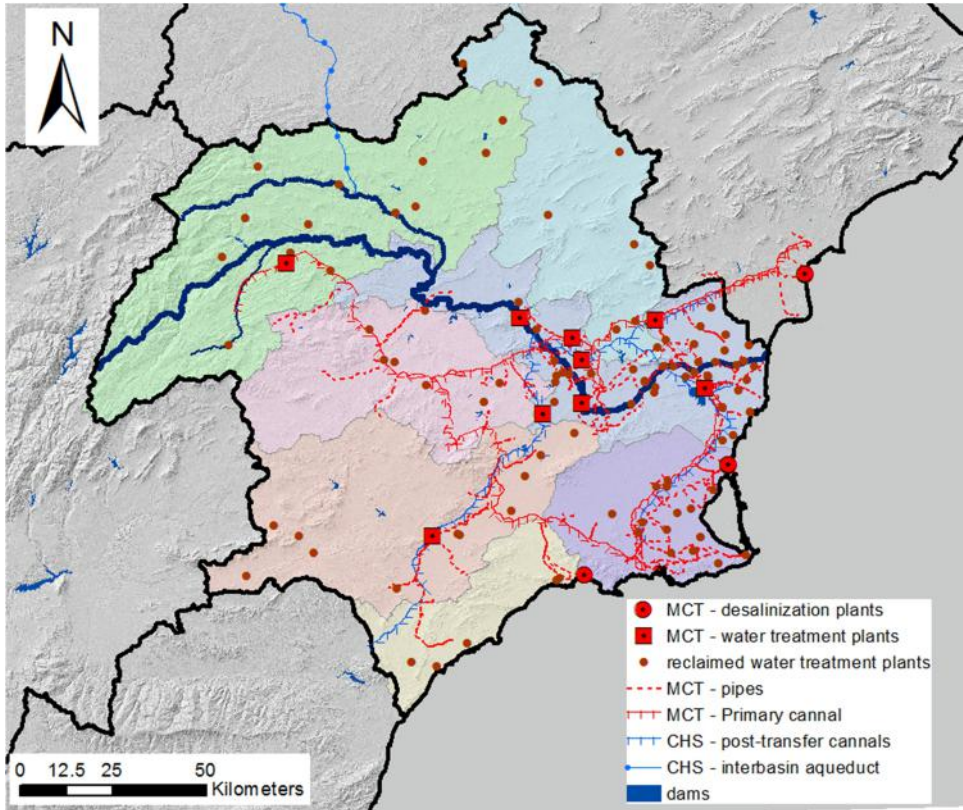 N
MCT - desalinization plants
MCT - water treatment plants
reclaimed water treatment plants
MCT - pipes
MCT - Primary cannal
CHS - post-transfer cannals
CHS - interbasin aqueduct
dams
0 12.5 25 50
Kilometers